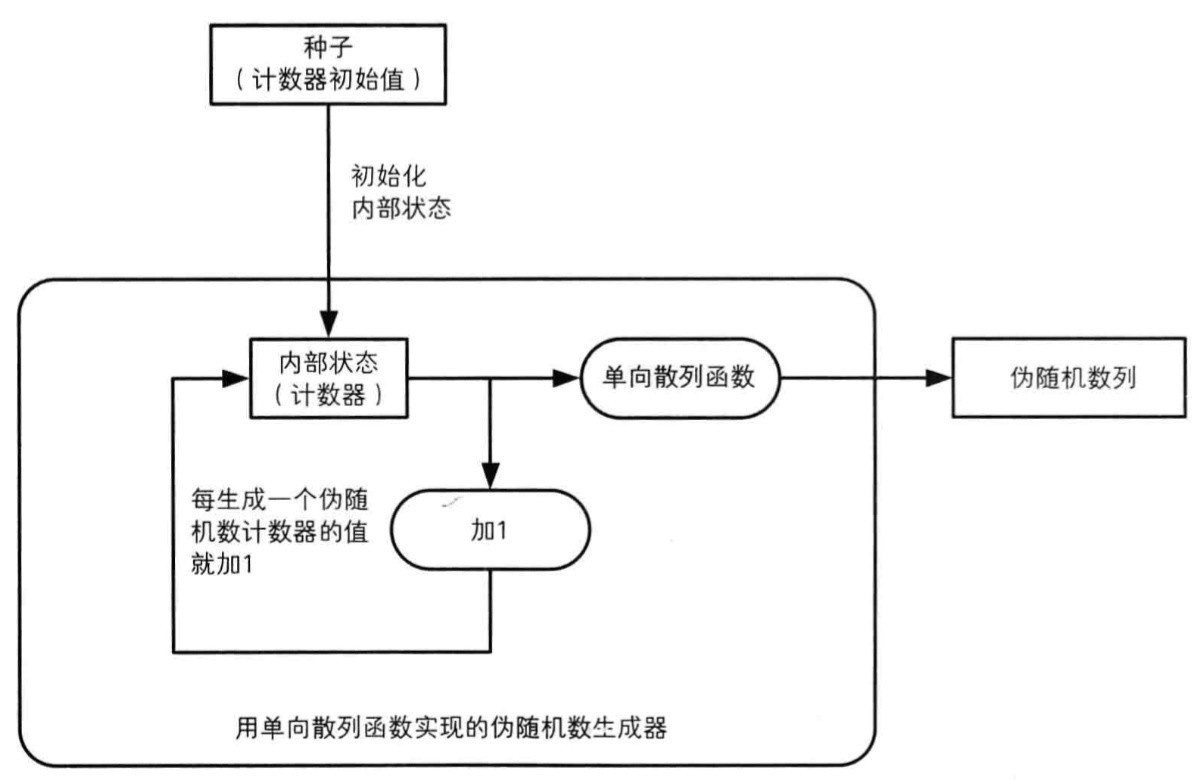 种子
（计数器初始值）
初始化
内部状态
内部状态
（计数器）
单向散列函数
伪随机数列
每生成一个伪随
机数计数器的值
就加1
加1
用单向散列函数实现的伪随机数生成器